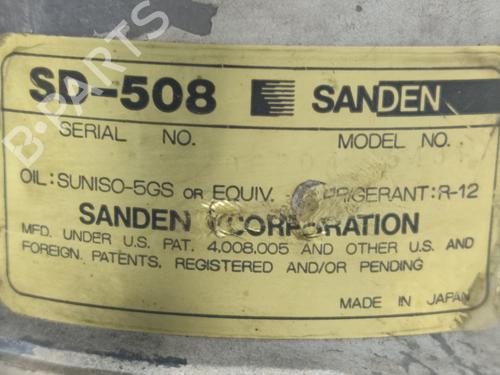 SD-508 SANDEN
SERIAL NO. MODEL NO.
OIL: SUNISO-5GS OR EQUIV. :R-12
SANDEN CORPORATION
MFD. UNDER U.S. PAT. 4.008.005 AND OTHER U.S. AND
FOREIGN. PATENTS, REGISTERED AND/OR PENDING
MADE IN JAPAN
B-PARTS